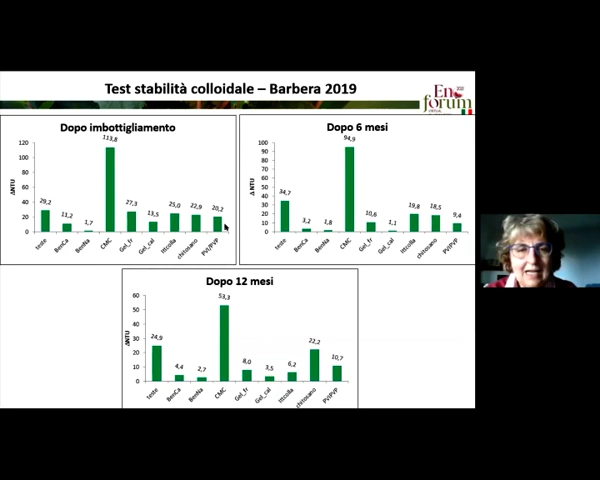 Test stabilità colloidale – Barbera 2019
En
forum
Dopo imbottigliamento
ΔNTU
120
100
80
60
40
20
0
29,2
11,2
1,7
113,8
27,3
13,5
25,0
22,9
20,2
teste
BenCa
BenNa
CMC
Gel_fr
Gel_cal
Ittcolla
chitosano
PVI/PVP
Dopo 6 mesi
ΔNTU
100
90
80
70
60
50
40
30
20
10
0
34,7
3,2
1,8
94,9
10,6
1,1
19,8
18,5
9,4
teste
BenCa
BenNa
CMC
Gel_fr
Gel_cal
Ittcolla
chitosano
PVI/PVP
Dopo 12 mesi
ΔNTU
60
50
40
30
20
10
0
24,9
4,4
2,7
53,3
8,0
3,5
6,2
22,2
10,7
teste
BenCa
BenNa
CMC
Gel_fr
Gel_cal
Ittcolla
chitosano
PVI/PVP